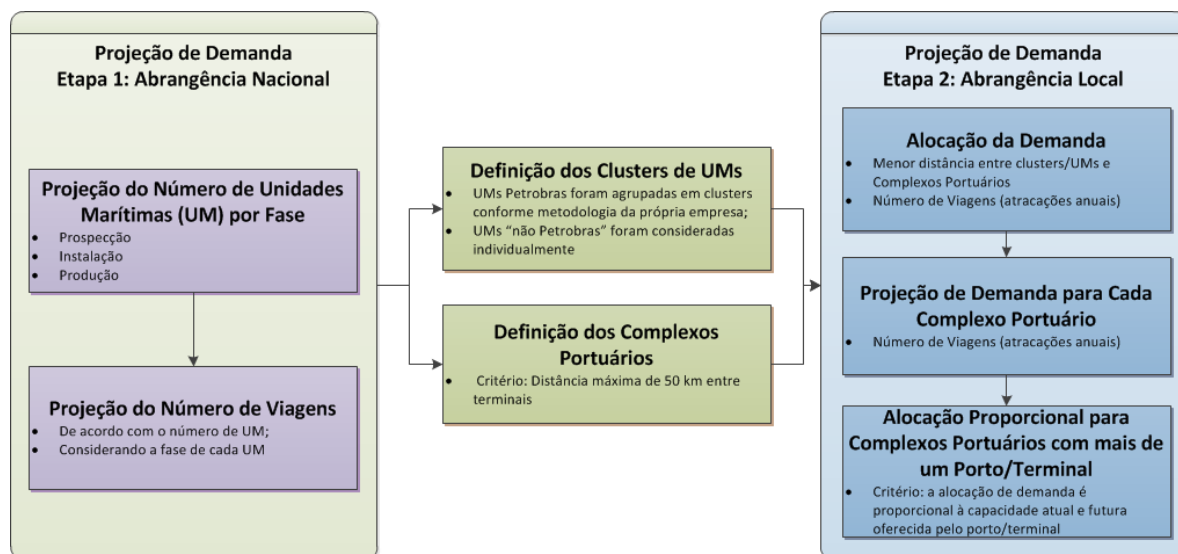 Projeção de Demanda
Etapa 1: Abrangência Nacional
Projeção do Número de Unidades
Marítimas (UM) por Fase
• Prospecção
• Instalação
• Produção
Projeção do Número de Viagens
• De acordo com o número de UM;
• Considerando a fase de cada UM
Definição dos Clusters de UMs
• UMs Petrobras foram agrupadas em clusters
conforme metodologia da própria empresa;
• UMs “não Petrobras” foram consideradas
individualmente
Definição dos Complexos
Portuários
• Critério: Distância máxima de 50 km entre
terminais
Projeção de Demanda
Etapa 2: Abrangência Local
Alocação da Demanda
• Menor distância entre clusters/UMs e
Complexos Portuários
• Número de Viagens (atracações anuais)
Projeção de Demanda para Cada
Complexo Portuário
• Número de Viagens (atracações anuais)
Alocação Proporcional para
Complexos Portuários com mais de
um Porto/Terminal
• Critério: a alocação de demanda é
proporcional à capacidade atual e futura
oferecida pelo porto/terminal